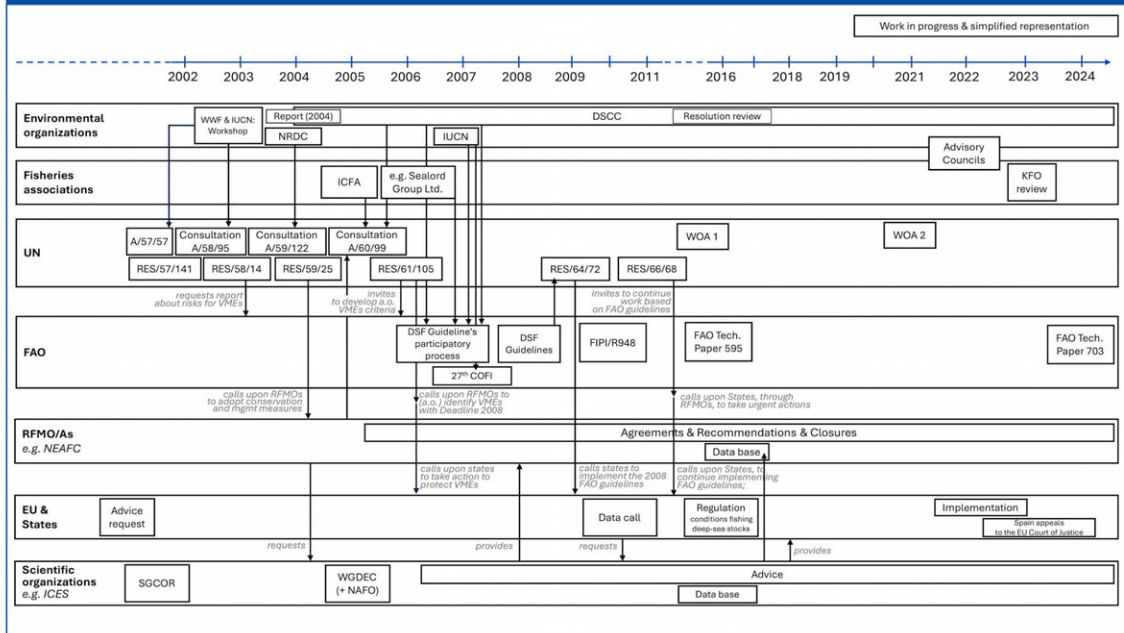 Work in progress & simplified representation
2002 2003 2004 2005 2006 2007 2008 2009 2011 2016 2018 2019 2021 2022 2023 2024
Environmental
organizations
WWF & IUCN:
Workshop
Report (2004)
NRDC
DSCC
IUCN
Resolution review
Advisory
Councils
Fisheries
associations
ICFA
e.g. Sealord
Group Ltd.
KFO
review
UN
A/57/57
Consultation
A/58/95
Consultation
A/59/122
Consultation
A/60/99
WOA 1
WOA 2
RES/57/141
RES/58/14
RES/59/25
RES/61/105
RES/64/72
RES/66/68
requests report
about risks for VMEs
invites
to develop a.o.
VMEs criteria
invites to continue
work based
on FAO guidelines
FAO
DSF Guideline's
participatory
process
27th COFI
DSF
Guidelines
FIPI/R948
FAO Tech.
Paper 595
FAO Tech.
Paper 703
calls upon RFMOs
to adopt conservation
and mgmt measures
calls upon RFMOs to
(a.o.) identify VMEs
with Deadline 2008
calls upon States, through
RFMOs, to take urgent actions
RFMO/As
e.g. NEAFC
Agreements & Recommendations & Closures
Data base
calls upon states
to take action to
protect VMEs
calls states to
implement the 2008
FAO guidelines
calls upon States, to
continue implementing
FAO guidelines;
EU &
States
Advice
request
Data call
Regulation
conditions fishing
deep-sea stocks
Implementation
Spain appeals
to the EU Court of Justice
requests
provides
requests
provides
Scientific
organizations
e.g. ICES
SGCOR
WGDEC
(+ NAFO)
Advice
Data base